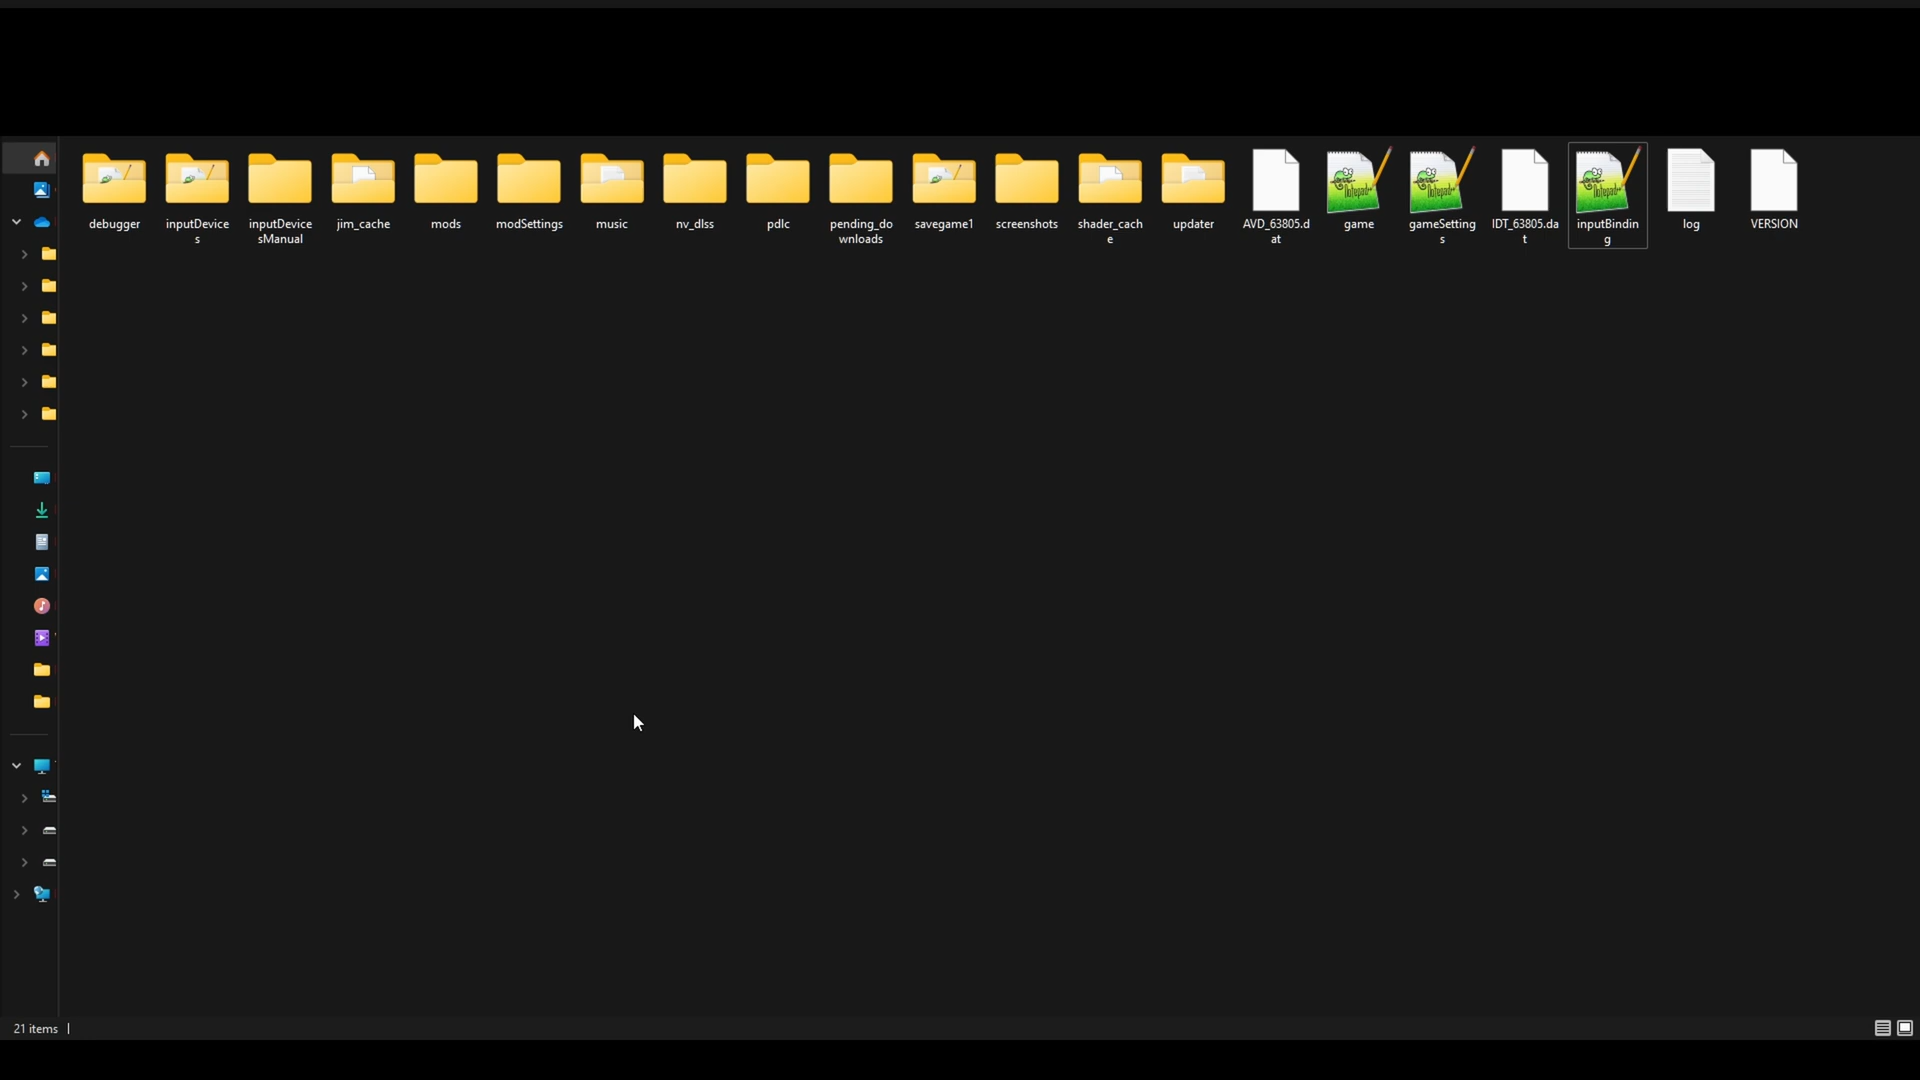 debugger
inputDevice
s
inputDevice
sManual
jim_cache
mods
modSettings
music
nv_dlss
pdlc
pending_do
wnloads
savegame1
screenshots
shader_cach
e
updater
AVD_63805.d
at
game
gameSetting
s
IDT_63805.da
t
inputBindin
g
log
VERSION
21 items